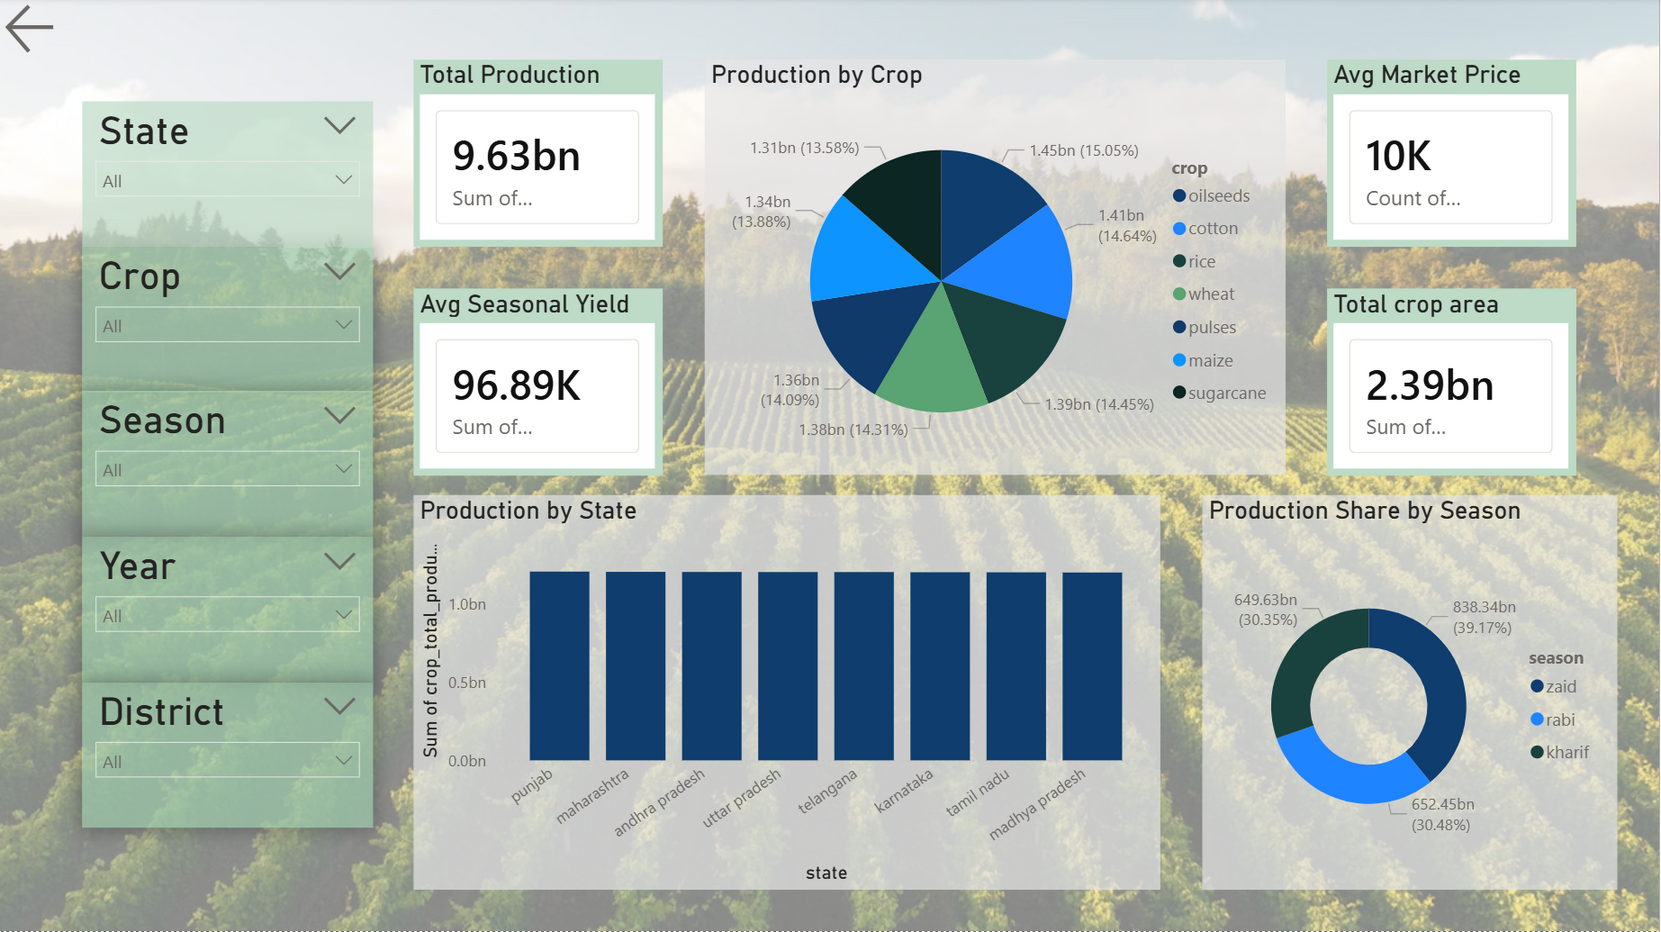 State
All
Crop
All
Season
All
Year
All
District
All
Total Production
9.63bn
Sum of...
Avg Seasonal Yield
96.89K
Sum of...
Production by Crop
1.31bn (13.58%)
1.45bn (15.05%)
1.34bn
(13.88%)
1.41bn
(14.64%)
1.36bn
(14.09%)
1.39bn (14.45%)
1.38bn (14.31%)
crop
oilseeds
cotton
rice
wheat
pulses
maize
sugarcane
Avg Market Price
10K
Count of...
Total crop area
2.39bn
Sum of...
Production by State
Sum of crop_total_produ...
1.0bn
0.5bn
0.0bn
punjab
maharashtra
andhra pradesh
uttar pradesh
telangana
karnataka
tamil nadu
madhya pradesh
state
Production Share by Season
649.63bn
(30.35%)
838.34bn
(39.17%)
652.45bn
(30.48%)
season
zaid
rabi
kharif